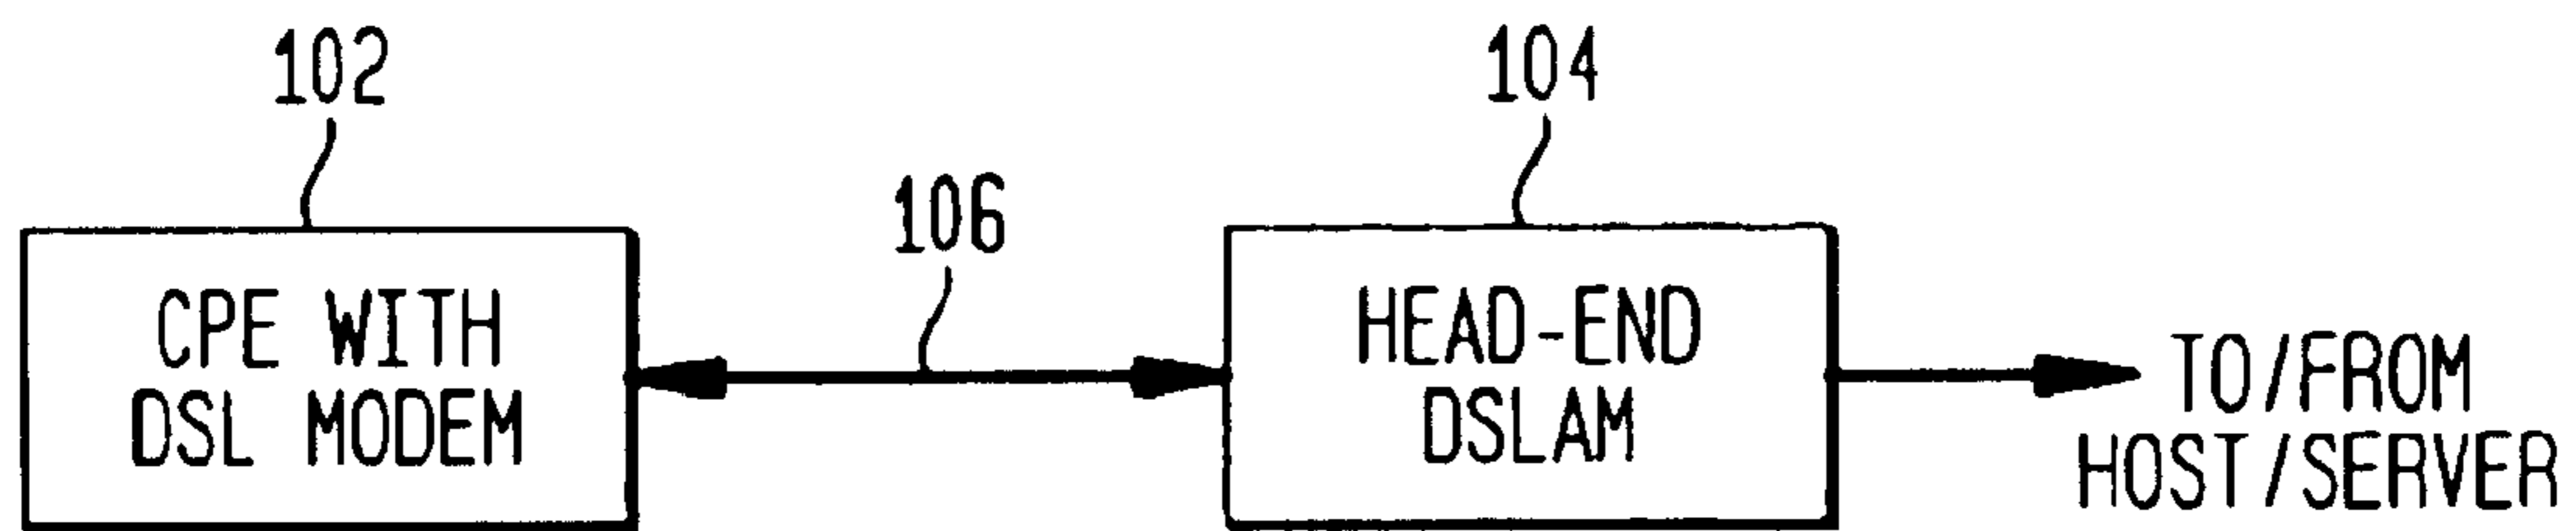 102
104
106
CPE WITH
DSL MODEM
HEAD-END
DSLAM
TO/FROM
HOST/SERVER